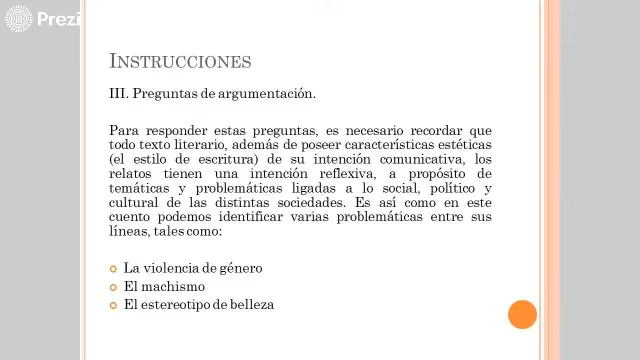 Prezi
INSTRUCCIONES
III. Preguntas de argumentación.
Para responder estas preguntas, es necesario recordar que
todo texto literario, además de poseer características estéticas
(el estilo de escritura) de su intención comunicativa, los
relatos tienen una intención reflexiva, a propósito de
temáticas y problemáticas ligadas a lo social, político y
cultural de las distintas sociedades. Es así como en este
cuento podemos identificar varias problemáticas entre sus
líneas, tales como:
La violencia de género
El machismo
El estereotipo de belleza